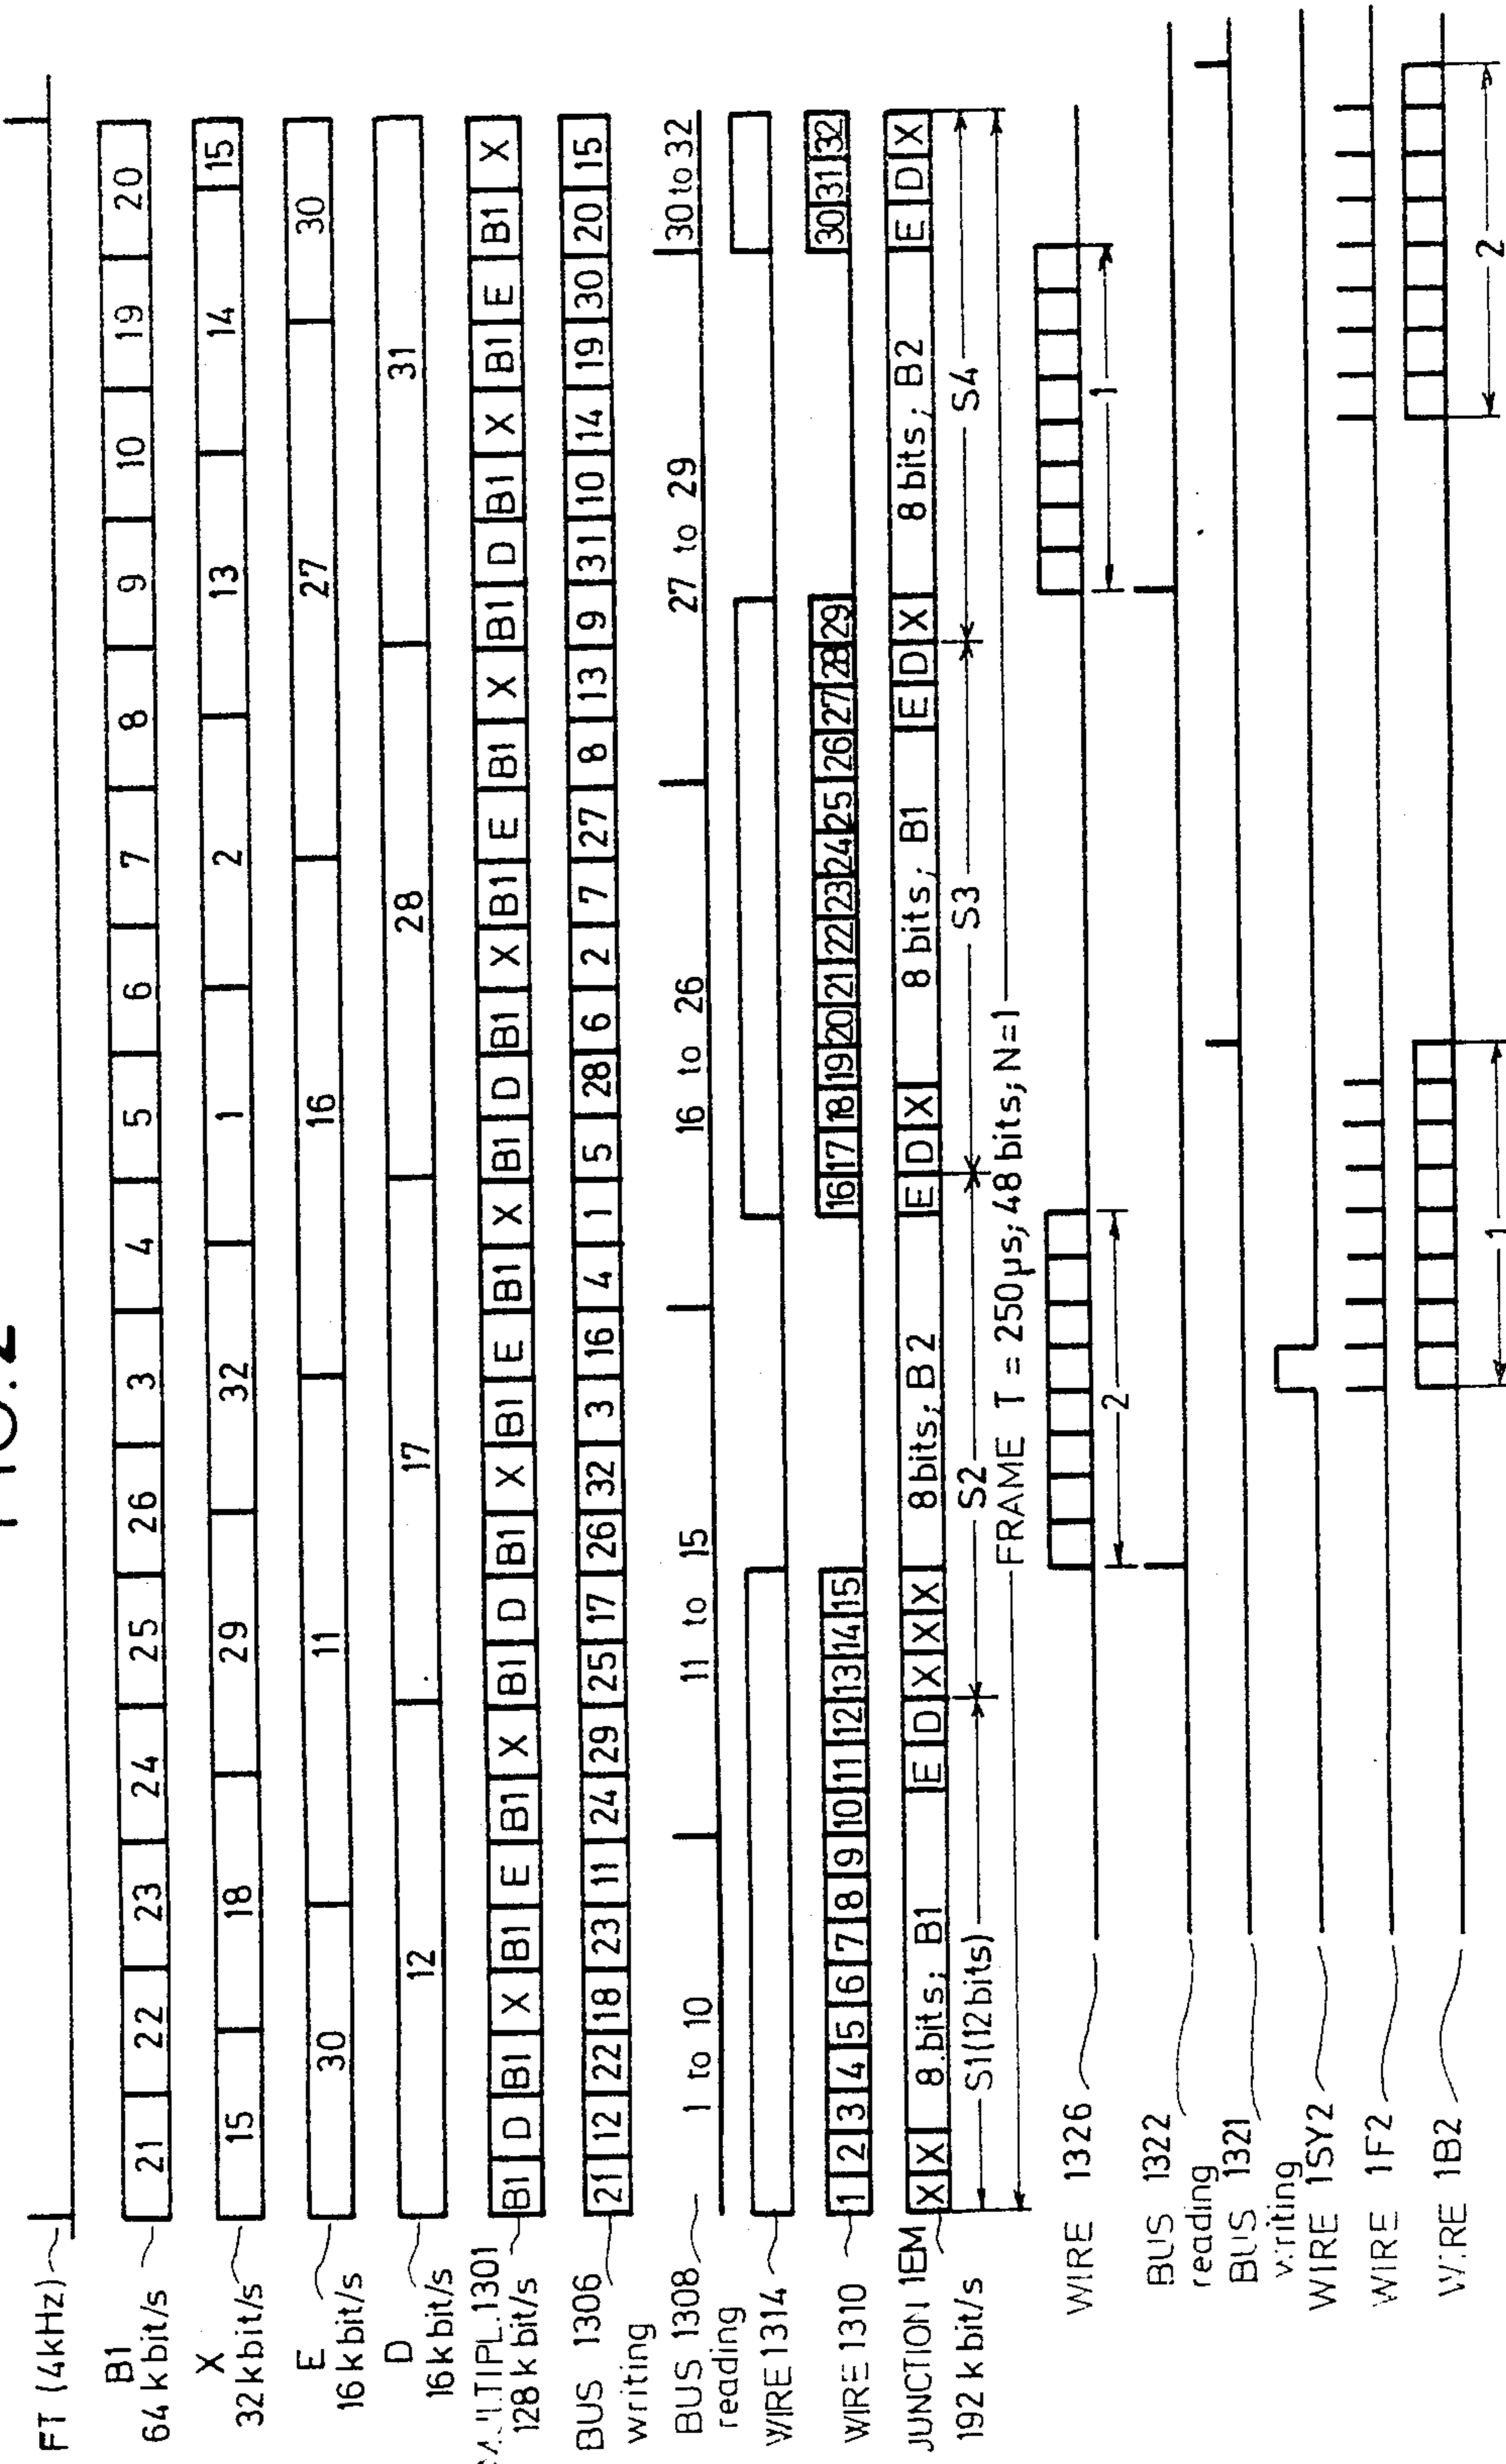 FIG. 2
FT (4kHz)
B1 21 22 23 24 25 26 3 4 5 6 7 8 9 10 19 20
64 kbit/s
X 15 18 29 32 1 2 13 14 15
32 kbit/s
E 30 11 16 27 30
16 kbit/s
D 12 17 28 31
16 kbit/s
1301 B1 D B1 X B1 E B1 X B1 D B1 X B1 E B1 X B1 D B1 X B1 E B1 X B1 D B1 X B1 E B1 X
128 kbit/s
BUS 1306 21 12 22 18 23 11 24 29 25 17 26 32 3 16 4 1 5 28 6 2 7 27 8 13 9 31 10 14 19 30 20 15
writing
BUS 1308 1 to 10 11 to 15 16 to 26 27 to 29 30 to 32
reading
WIRE 1314
WIRE 1310 1 2 3 4 5 6 7 8 9 10 11 12 13 14 15 16 17 18 19 20 21 22 23 24 25 26 27 28 29 30 31 32
JUNCTION 1EM X X 8 bits; B1 E D X X X 8 bits; B2 E D X 8 bits; B1 E D X 8 bits; B2 E D X
192 kbit/s
S1 (12 bits) S2 S3 S4
FRAME T = 250µs; 48 bits; N=1
WIRE 1326 2 1
BUS 1322
reading
BUS 1321
writing
WIRE 1SY2
WIRE 1F2
WIRE 1B2 1 2